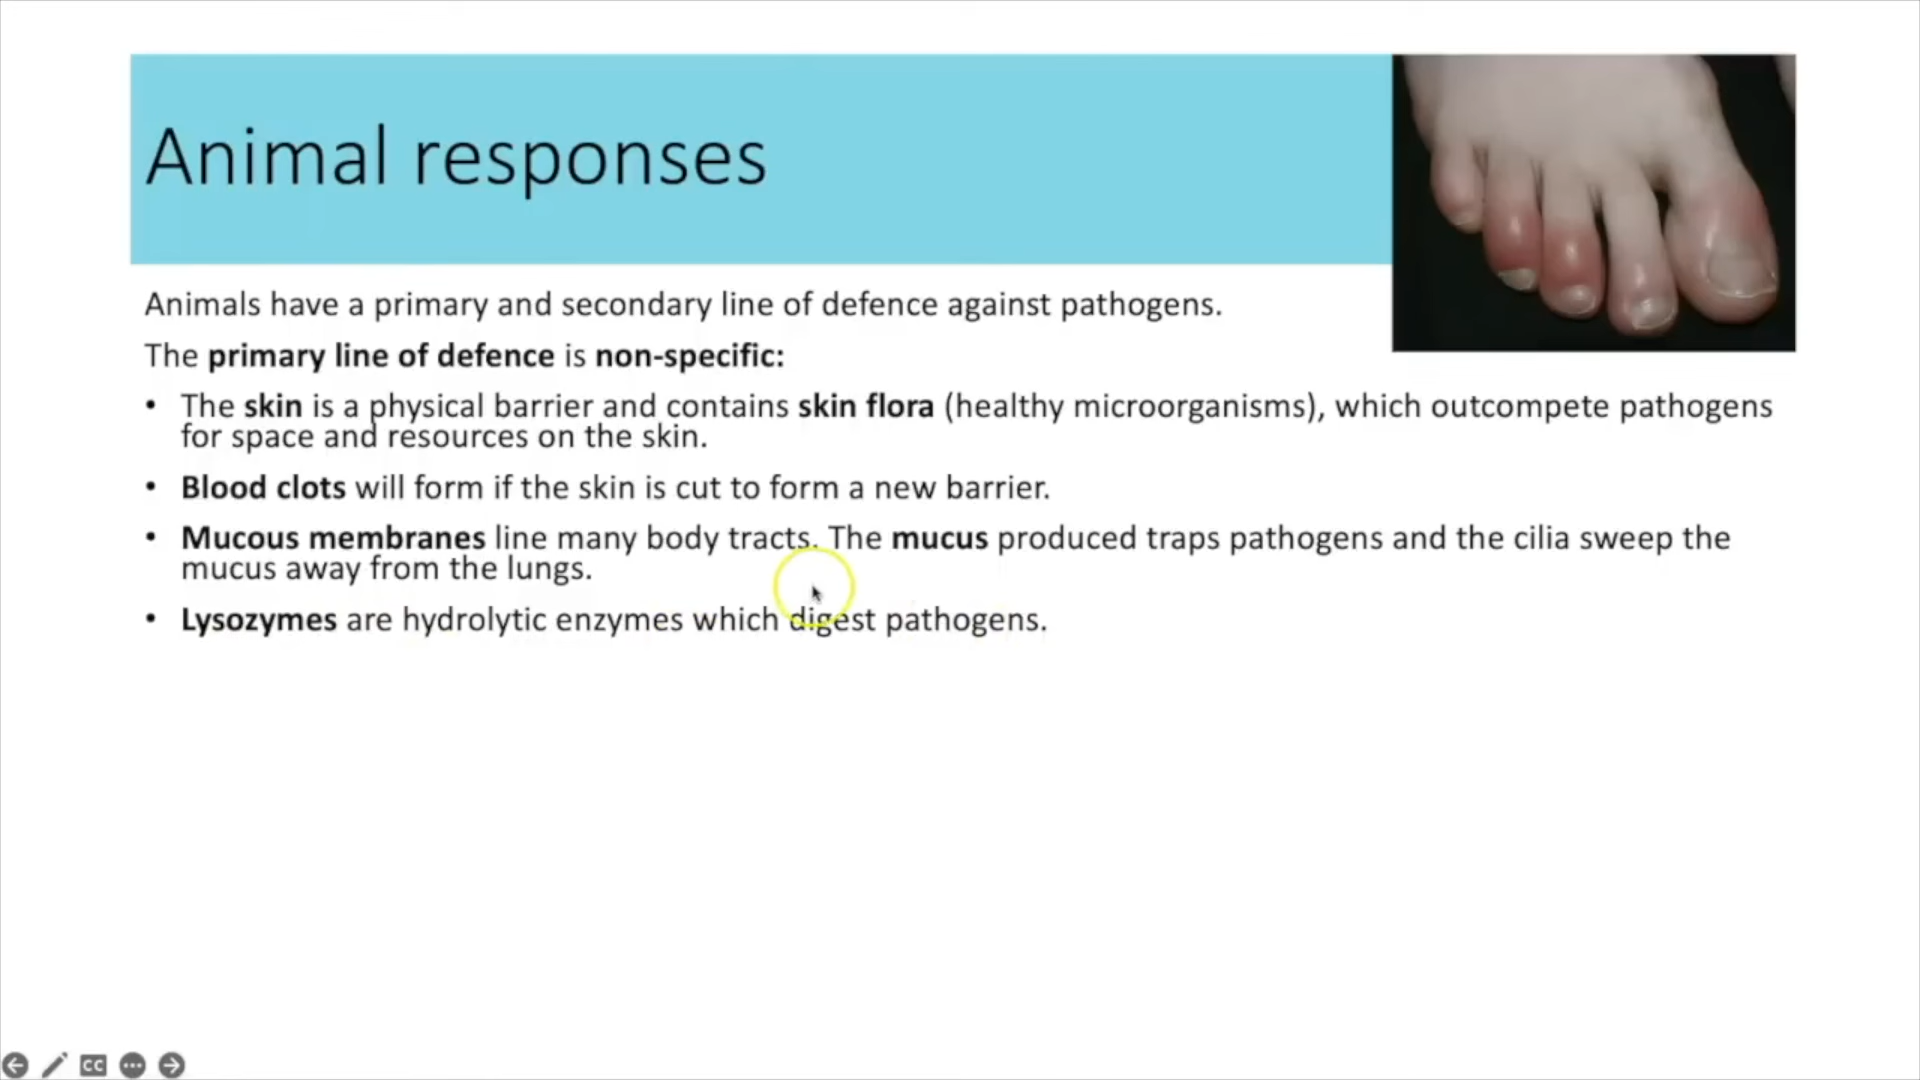 Animal responses
Animals have a primary and secondary line of defence against pathogens.
The primary line of defence is non-specific:
• The skin is a physical barrier and contains skin flora (healthy microorganisms), which outcompete pathogens
for space and resources on the skin.
• Blood clots will form if the skin is cut to form a new barrier.
• Mucous membranes line many body tracts. The mucus produced traps pathogens and the cilia sweep the
mucus away from the lungs.
• Lysozymes are hydrolytic enzymes which digest pathogens.
CC